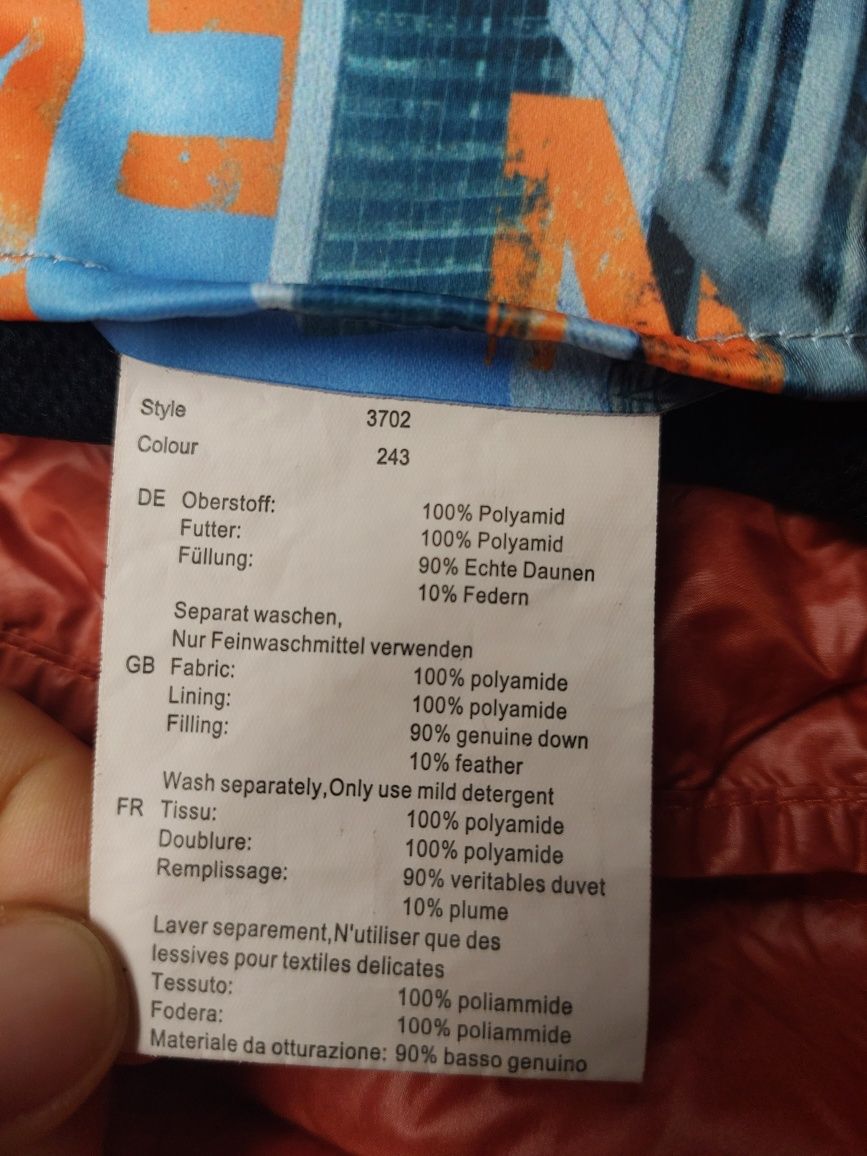 Style 3702
Colour 243
DE Oberstoff: 100% Polyamid
Futter: 100% Polyamid
Füllung: 90% Echte Daunen
10% Federn
Separat waschen,
Nur Feinwaschmittel verwenden
GB Fabric: 100% polyamide
Lining: 100% polyamide
Filling: 90% genuine down
10% feather
Wash separately,Only use mild detergent
FR Tissu: 100% polyamide
Doublure: 100% polyamide
Remplissage: 90% veritables duvet
10% plume
Laver separement,N'utiliser que des
lessives pour textiles delicates
Tessuto: 100% poliammide
Fodera: 100% poliammide
Materiale da otturazione: 90% basso genuino